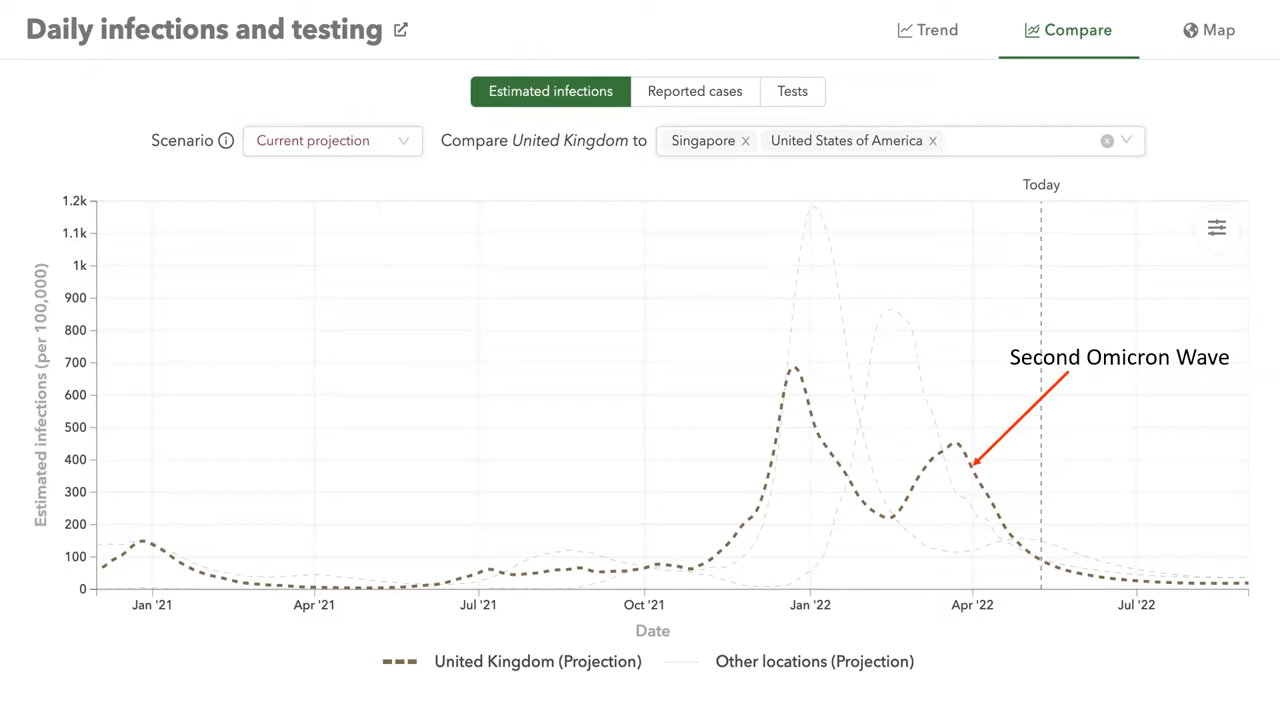 Daily infections and testing
Trend
Compare
Map
Estimated infections
Reported cases
Tests
Scenario
Current projection
Compare United Kingdom to
Singapore x
United States of America x
Today
1.2k
1.1k
1k
900
800
700
600
500
400
300
200
100
0
Estimated infections (per 100,000)
Second Omicron Wave
Jan '21
Apr '21
Jul '21
Oct '21
Jan '22
Apr '22
Jul '22
Date
United Kingdom (Projection)
Other locations (Projection)